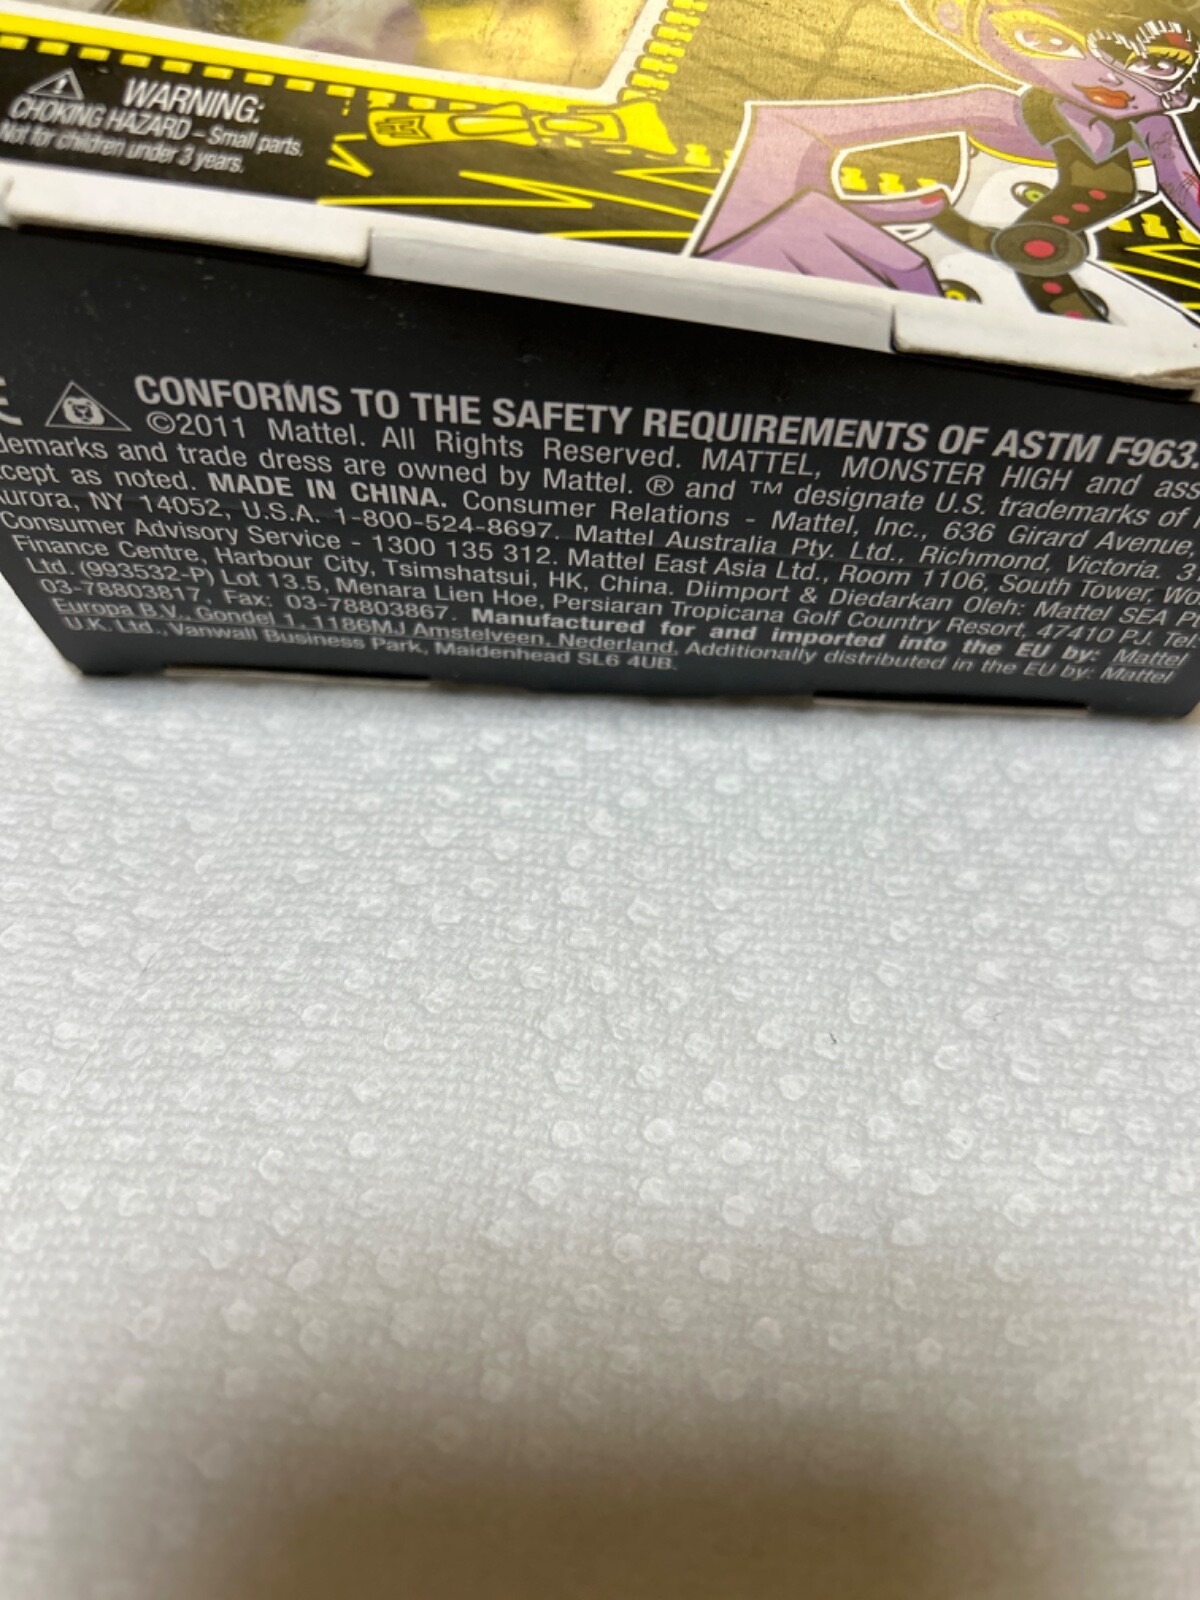 WARNING:
CHOKING HAZARD – Small parts.
Not for children under 3 years.
CONFORMS TO THE SAFETY REQUIREMENTS OF ASTM F963.
©2011 Mattel. All Rights Reserved. MATTEL, MONSTER HIGH and ass
demarks and trade dress are owned by Mattel. ® and ™ designate U.S. trademarks of
cept as noted. MADE IN CHINA. Consumer Relations - Mattel, Inc., 636 Girard Avenue,
urora, NY 14052, U.S.A. 1-800-524-8697. Mattel Australia Pty. Ltd., Richmond, Victoria. 3
Consumer Advisory Service - 1300 135 312. Mattel East Asia Ltd., Room 1106, South Tower, Wo
Finance Centre, Harbour City, Tsimshatsui, HK, China. Diimport & Diedarkan Oleh: Mattel SEA P
Ltd. (993532-P) Lot 13.5, Menara Lien Hoe, Persiaran Tropicana Golf Country Resort, 47410 PJ. Tel.
03-78803817, Fax: 03-78803867. Manufactured for and imported into the EU by: Mattel
Europa B.V., Gondel 1, 1186MJ Amstelveen, Nederland. Additionally distributed in the EU by: Mattel
U.K. Ltd., Vanwall Business Park, Maidenhead SL6 4UB.